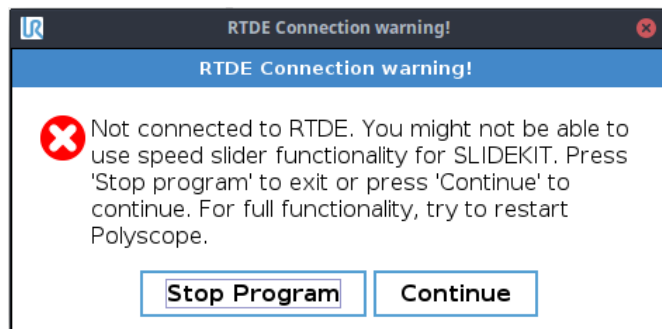 UR
RTDE Connection warning!
RTDE Connection warning!
Not connected to RTDE. You might not be able to
use speed slider functionality for SLIDEKIT. Press
'Stop program' to exit or press 'Continue' to
continue. For full functionality, try to restart
Polyscope.
Stop Program
Continue